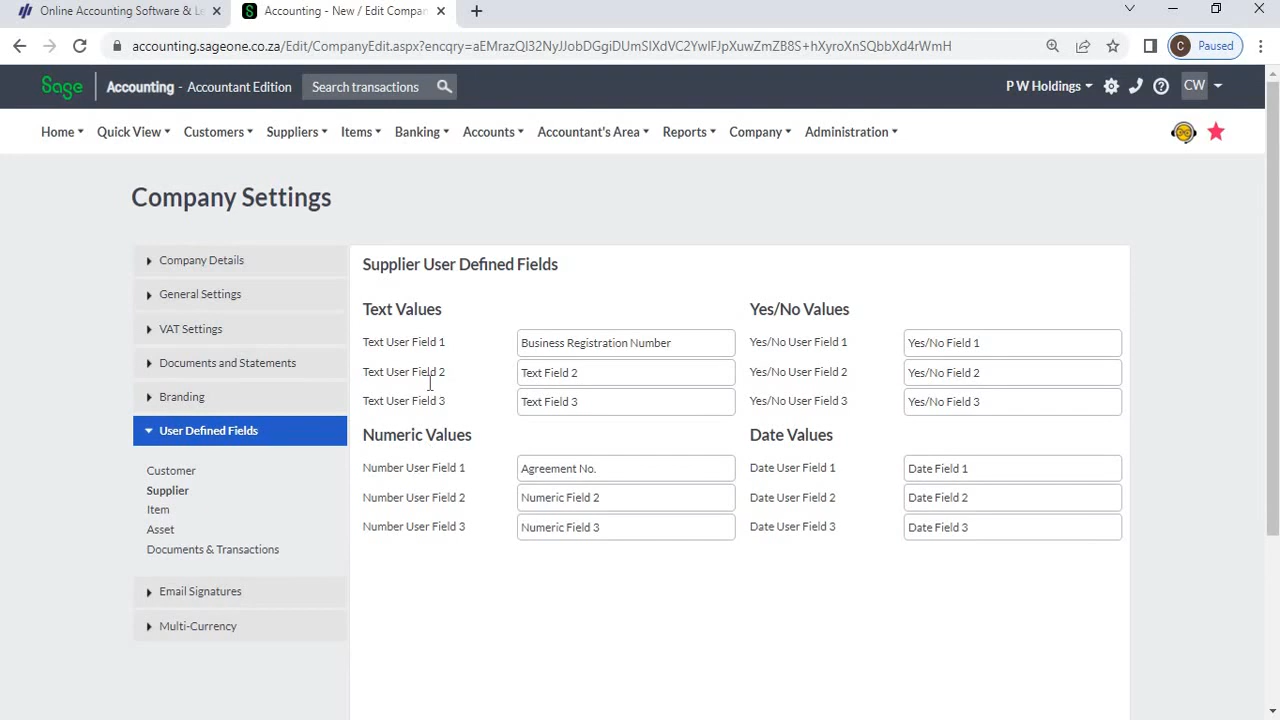 Online Accounting Software & Le
Accounting - New / Edit Compan
accounting.sageone.co.za/Edit/CompanyEdit.aspx?encqry=atMrazQI32NyJJobDGgiDUmSIXdVC2YwIFJpXuwZmZB8S+hXyroXnSQbbXd4rWmH
C Paused
Sage Accounting - Accountant Edition Search transactions P W Holdings CW
Home Quick View Customers Suppliers Items Banking Accounts Accountant's Area Reports Company Administration
Company Settings
Company Details
General Settings
VAT Settings
Documents and Statements
Branding
User Defined Fields
Customer
Supplier
Item
Asset
Documents & Transactions
Email Signatures
Multi-Currency
Supplier User Defined Fields
Text Values
Text User Field 1 Business Registration Number
Text User Field 2 Text Field 2
Text User Field 3 Text Field 3
Numeric Values
Number User Field 1 Agreement No.
Number User Field 2 Numeric Field 2
Number User Field 3 Numeric Field 3
Yes/No Values
Yes/No User Field 1 Yes/No Field 1
Yes/No User Field 2 Yes/No Field 2
Yes/No User Field 3 Yes/No Field 3
Date Values
Date User Field 1 Date Field 1
Date User Field 2 Date Field 2
Date User Field 3 Date Field 3